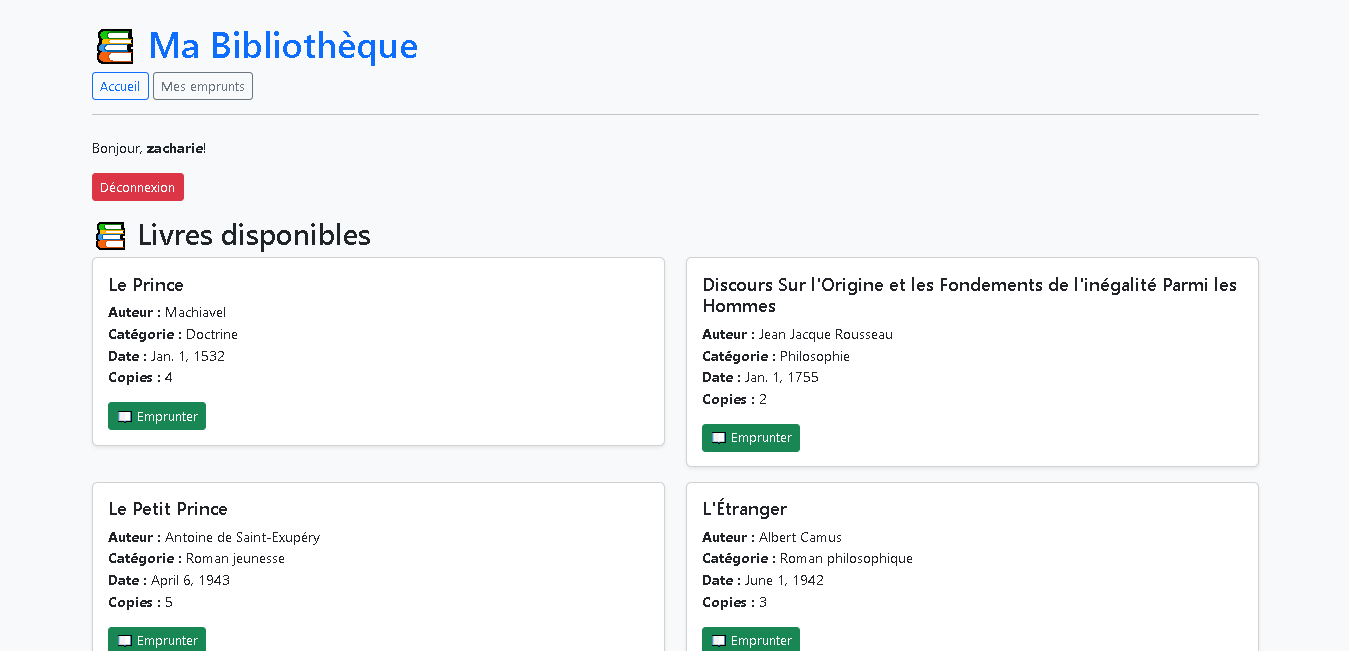 Ma Bibliothèque
Accueil Mes emprunts
Bonjour, zacharie!
Déconnexion
Livres disponibles
Le Prince
Auteur : Machiavel
Catégorie : Doctrine
Date : Jan. 1, 1532
Copies : 4
Emprunter
Discours Sur l'Origine et les Fondements de l'inégalité Parmi les
Hommes
Auteur : Jean Jacque Rousseau
Catégorie : Philosophie
Date : Jan. 1, 1755
Copies : 2
Emprunter
Le Petit Prince
Auteur : Antoine de Saint-Exupéry
Catégorie : Roman jeunesse
Date : April 6, 1943
Copies : 5
Emprunter
L'Étranger
Auteur : Albert Camus
Catégorie : Roman philosophique
Date : June 1, 1942
Copies : 3
Emprunter